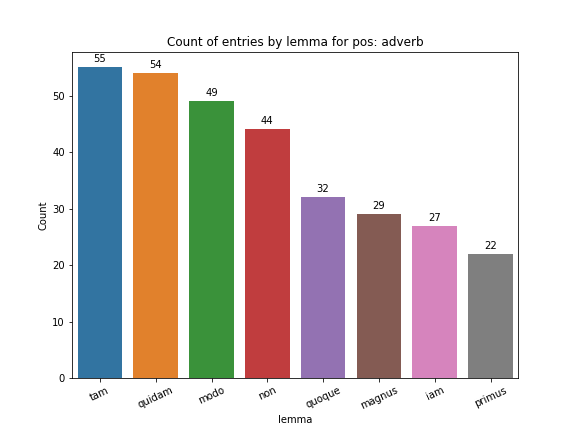 Count of entries by lemma for pos: adverb
55
54
49
44
32
29
27
22
50
40
30
20
10
0
Count
tam
quidam
modo
non
quoque
magnus
iam
primus
lemma